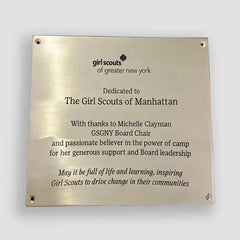 girl scouts
of greater new york
Dedicated to
The Girl Scouts of Manhattan
With thanks to Michelle Clayman
GSGNY Board Chair
and passionate believer in the power of camp
for her generous support and Board leadership
May it be full of life and learning, inspiring
Girl Scouts to drive change in their communities